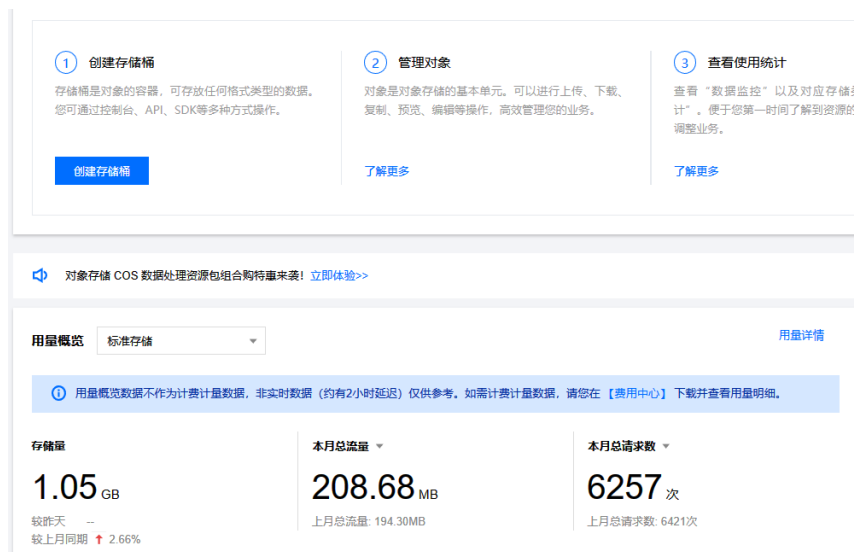 1 创建存储桶
存储桶是对象的容器，可存放任何格式类型的数据。
您可通过控制台、API、SDK等多种方式操作。
创建存储桶
2 管理对象
对象是对象存储的基本单元。可以进行上传、下载、
复制、预览、编辑等操作，高效管理您的业务。
了解更多
3 查看使用统计
查看“数据监控”以及对应存储
计”。便于您第一时间了解到资源的
调整业务。
了解更多
对象存储 COS 数据处理资源包组合购特重来袭！立即体验>>
用量概览 标准存储
用量详情
用量概览数据不作为计费计量数据，非实时数据（约有2小时延迟）仅供参考。如需计费计量数据，请您在【费用中心】下载并查看用量明细。
存储量
1.05 GB
较昨天 --
较上月同期 ↑ 2.66%
本月总流量
208.68 MB
上月总流量: 194.30MB
本月总请求数
6257 次
上月总请求数: 6421次